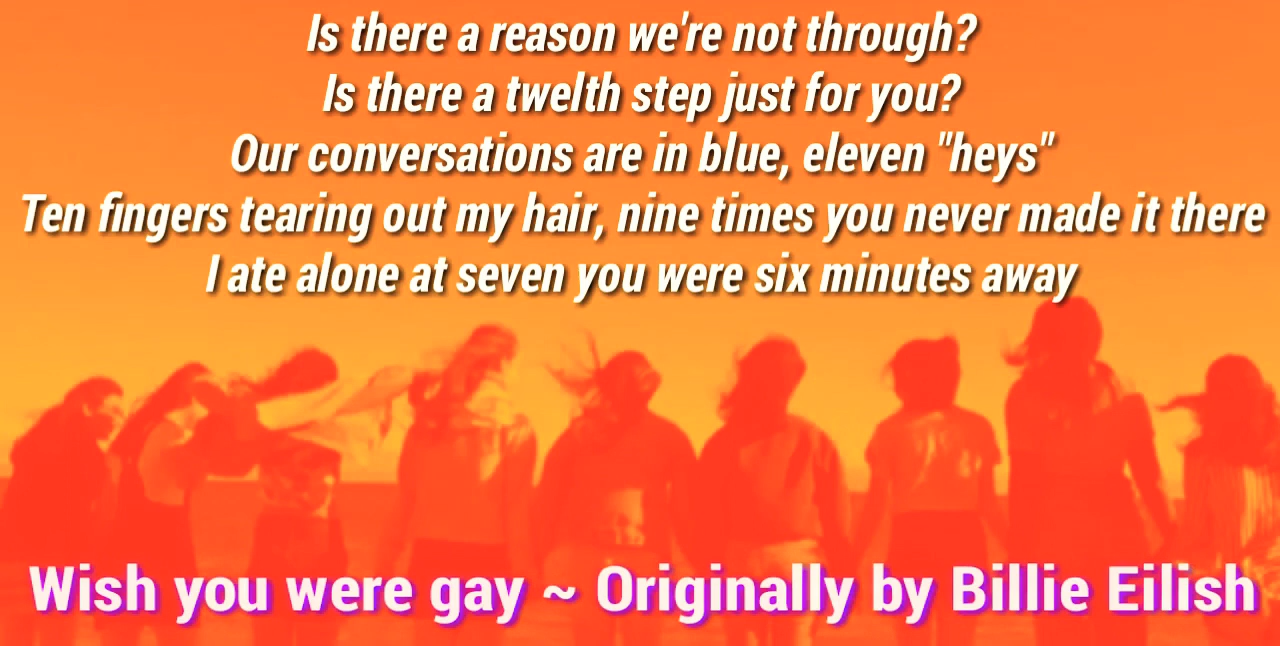 Is there a reason we're not through?
Is there a twelth step just for you?
Our conversations are in blue, eleven "heys"
Ten fingers tearing out my hair, nine times you never made it there
I ate alone at seven you were six minutes away
Wish you were gay ~ Originally by Billie Eilish